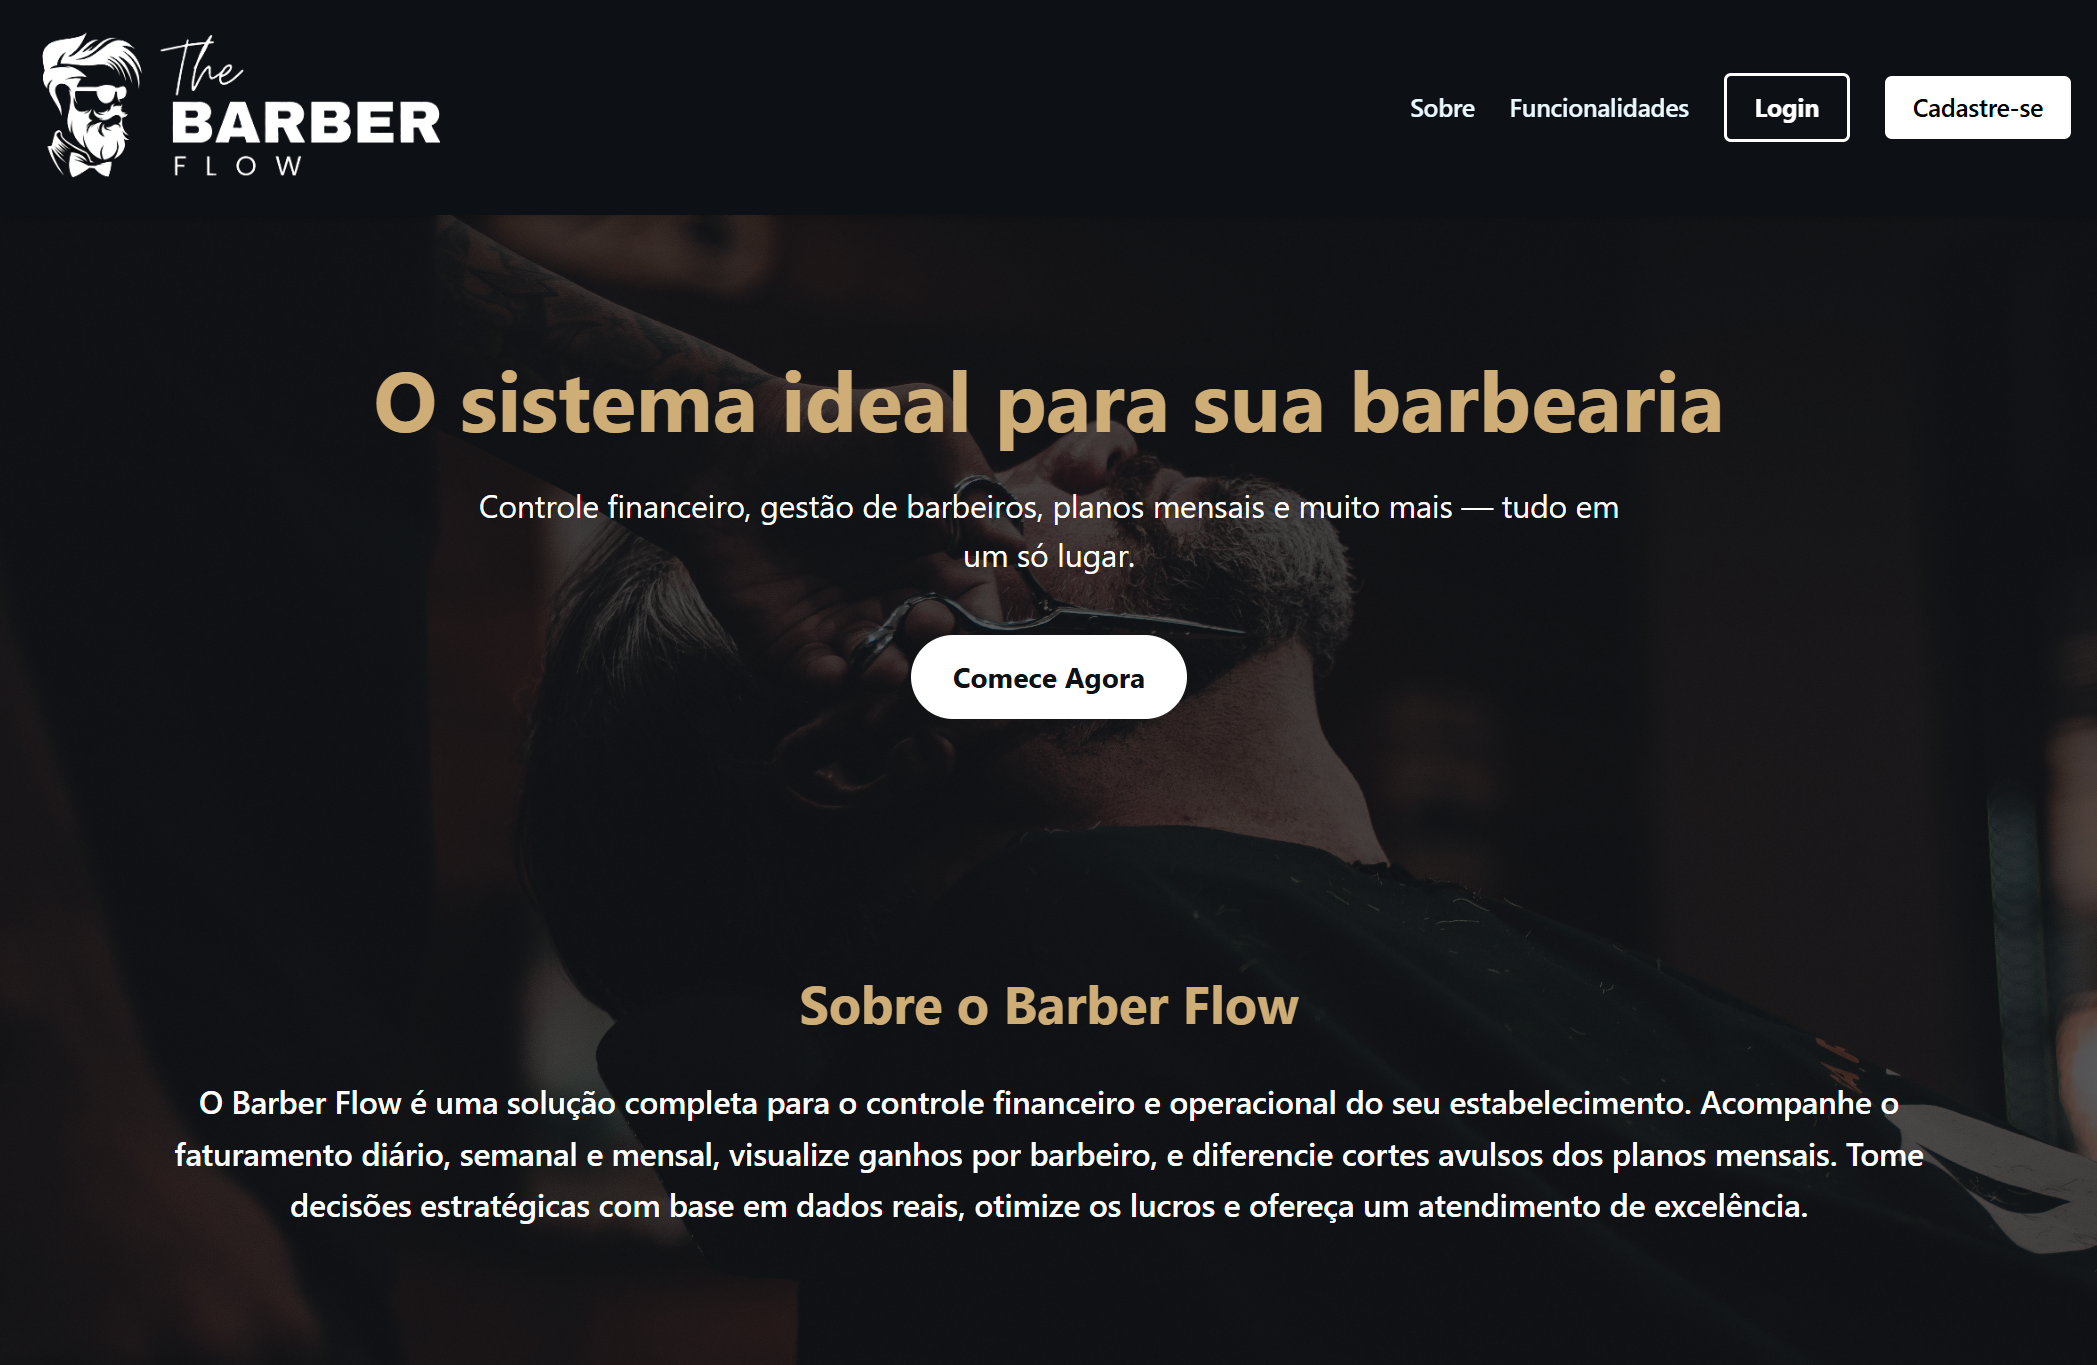 The
BARBER
FLOW
Sobre Funcionalidades Login Cadastre-se
O sistema ideal para sua barbearia
Controle financeiro, gestão de barbeiros, planos mensais e muito mais — tudo em
um só lugar.
Comece Agora
Sobre o Barber Flow
O Barber Flow é uma solução completa para o controle financeiro e operacional do seu estabelecimento. Acompanhe o
faturamento diário, semanal e mensal, visualize ganhos por barbeiro, e diferencie cortes avulsos dos planos mensais. Tome
decisões estratégicas com base em dados reais, otimize os lucros e ofereça um atendimento de excelência.